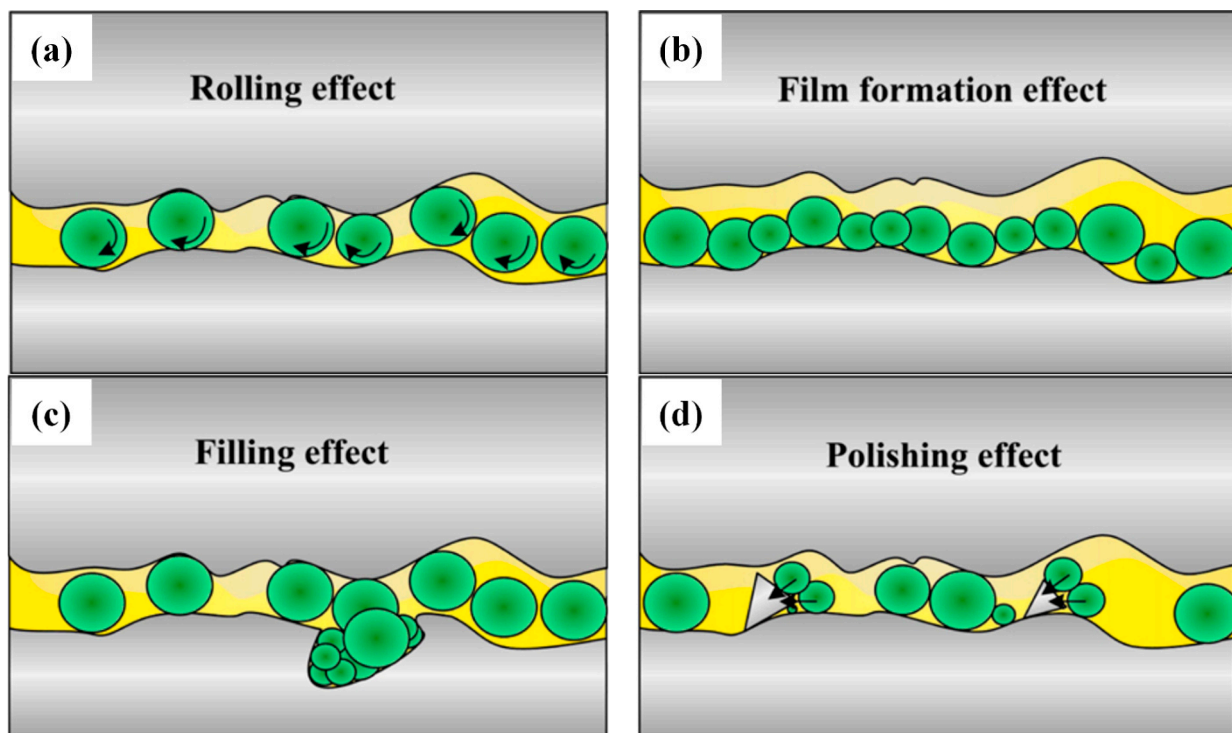 (a)
Rolling effect
(b)
Film formation effect
(c)
Filling effect
(d)
Polishing effect